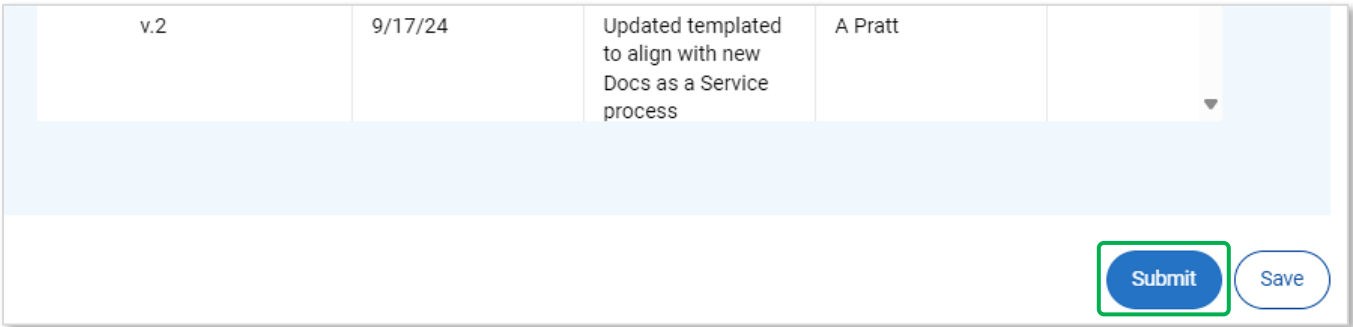 v.2 9/17/24 Updated templated A Pratt
to align with new
Docs as a Service
process
Submit Save